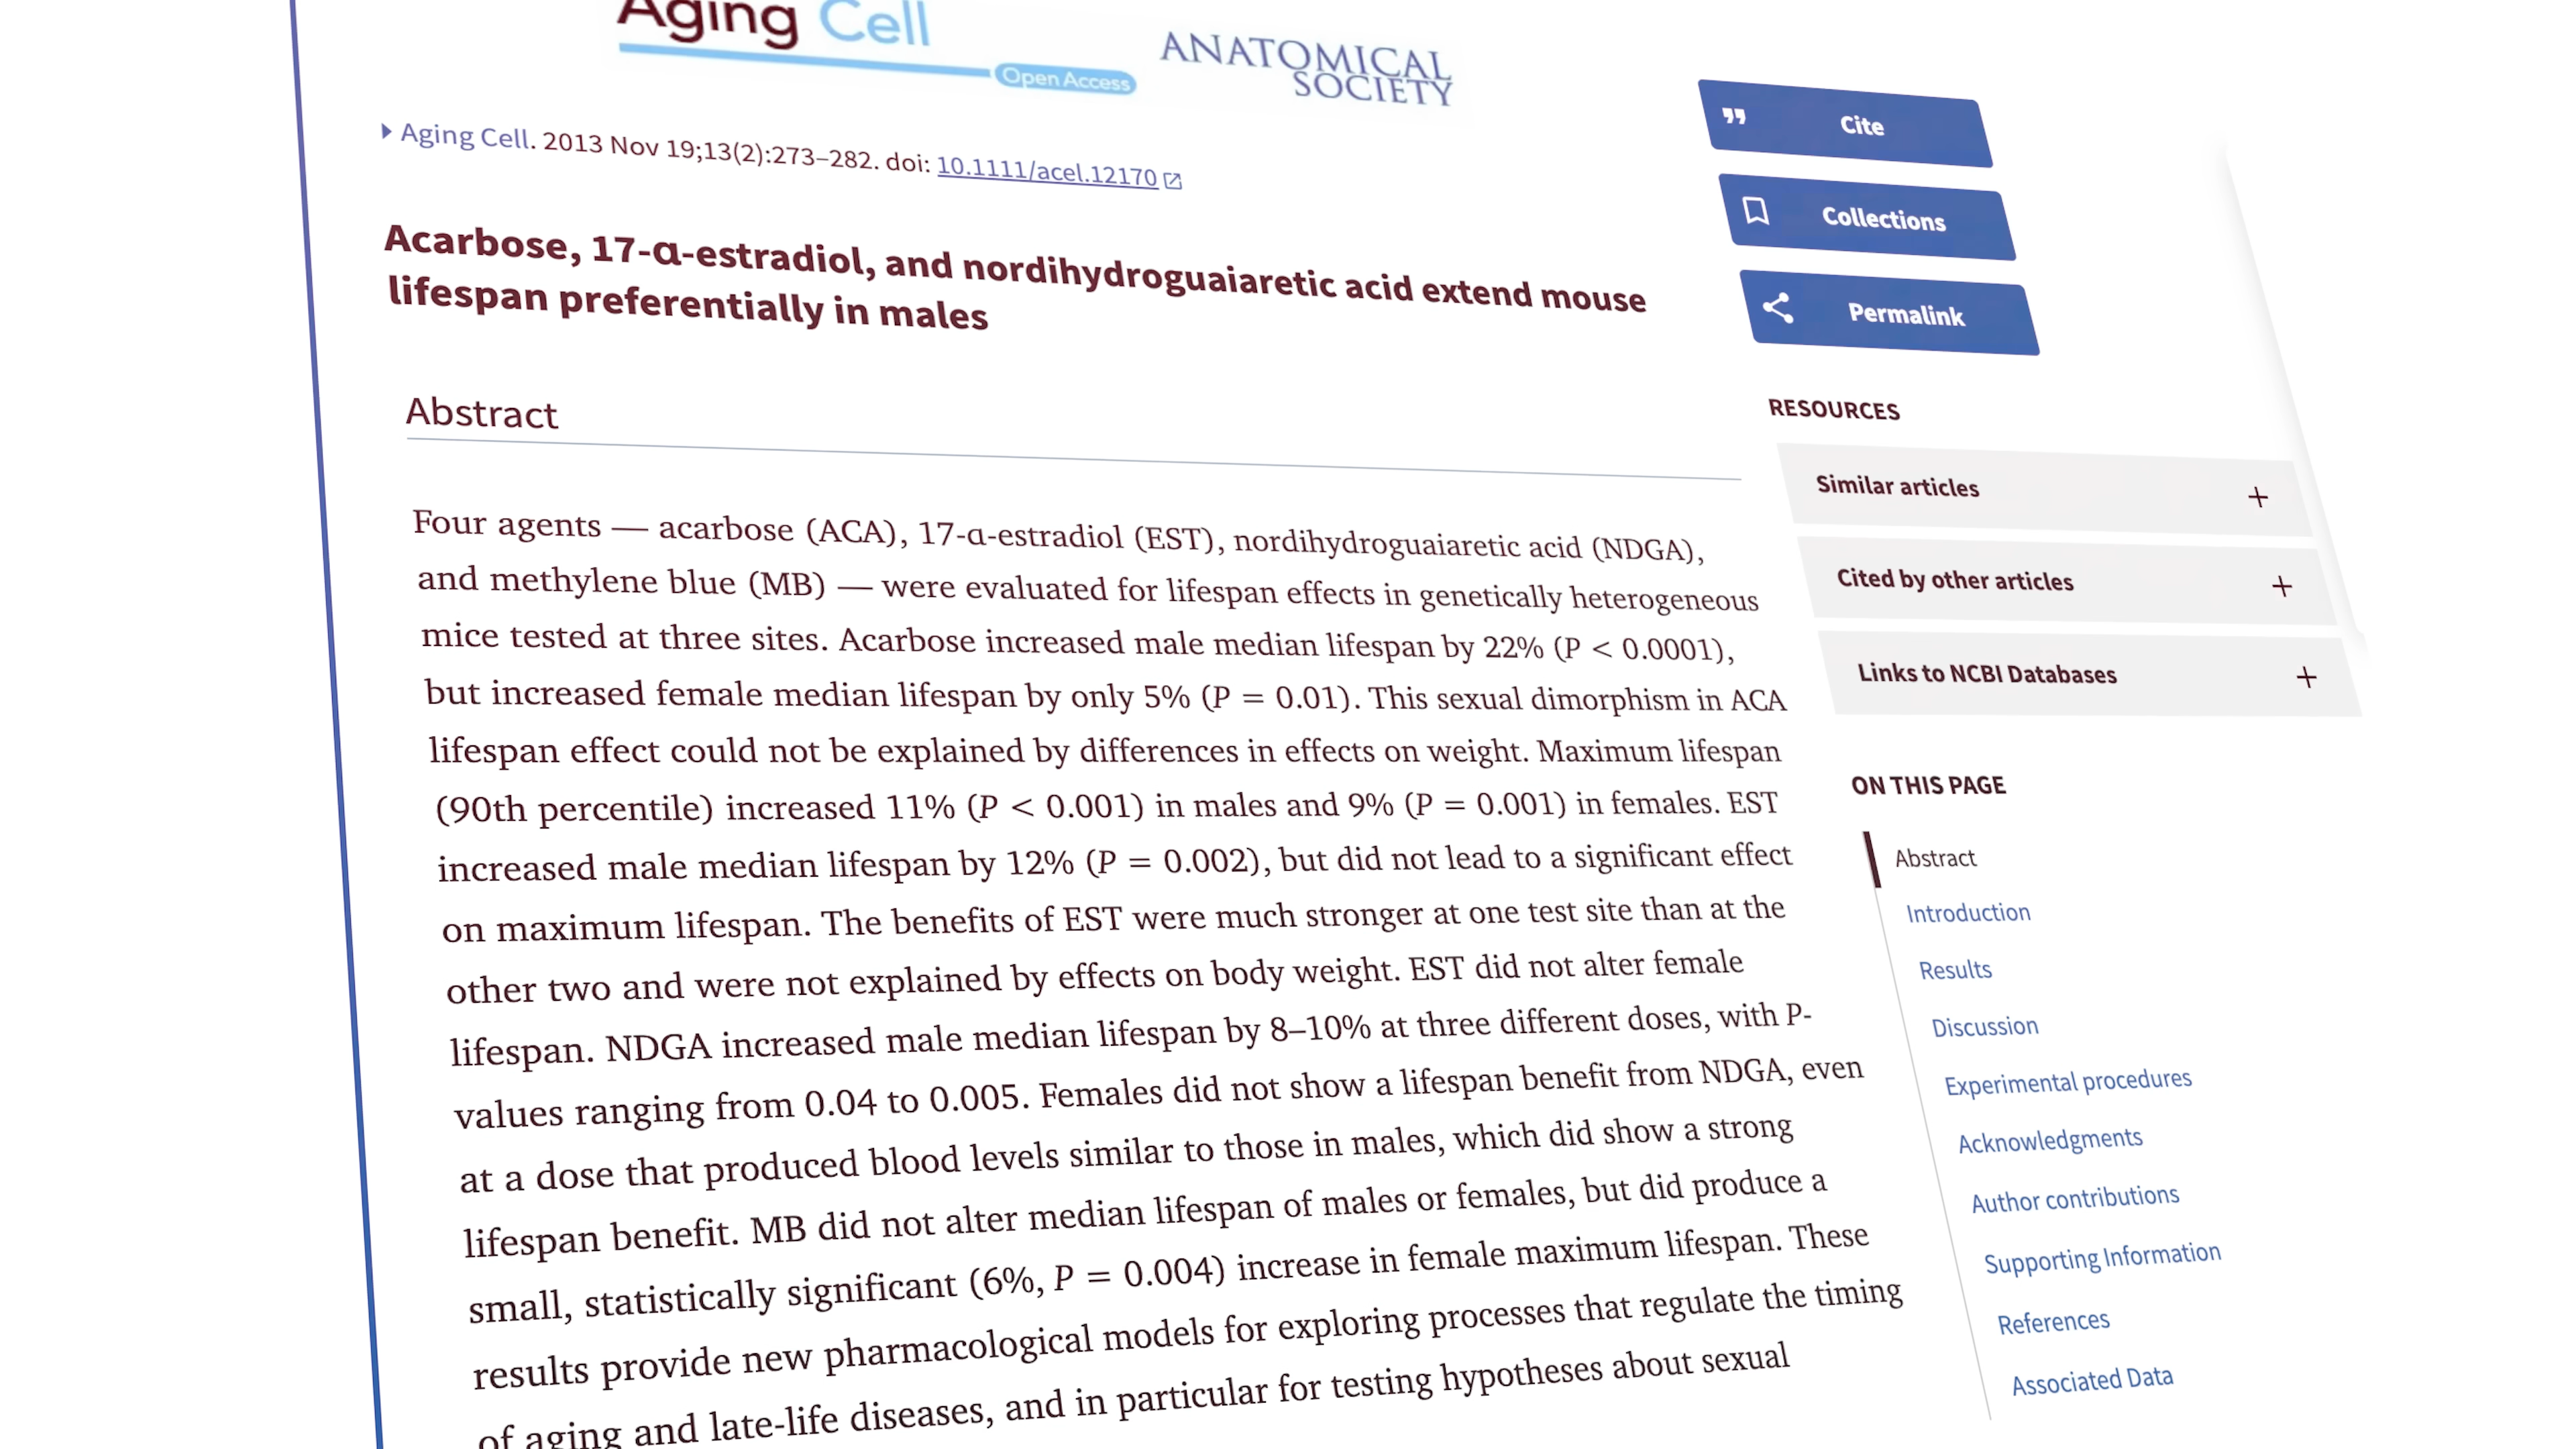 Aging Cell
Open Access
ANATOMICAL
SOCIETY
Aging Cell. 2013 Nov 19;13(2):273–282. doi: 10.1111/acel.12170
Acarbose, 17-α-estradiol, and nordihydroguaiaretic acid extend mouse
lifespan preferentially in males
Abstract
Four agents — acarbose (ACA), 17-α-estradiol (EST), nordihydroguaiaretic acid (NDGA),
and methylene blue (MB) — were evaluated for lifespan effects in genetically heterogeneous
mice tested at three sites. Acarbose increased male median lifespan by 22% (P < 0.0001),
but increased female median lifespan by only 5% (P = 0.01). This sexual dimorphism in ACA
lifespan effect could not be explained by differences in effects on weight. Maximum lifespan
(90th percentile) increased 11% (P < 0.001) in males and 9% (P = 0.001) in females. EST
increased male median lifespan by 12% (P = 0.002), but did not lead to a significant effect
on maximum lifespan. The benefits of EST were much stronger at one test site than at the
other two and were not explained by effects on body weight. EST did not alter female
lifespan. NDGA increased male median lifespan by 8–10% at three different doses, with P-
values ranging from 0.04 to 0.005. Females did not show a lifespan benefit from NDGA, even
at a dose that produced blood levels similar to those in males, which did show a strong
lifespan benefit. MB did not alter median lifespan of males or females, but did produce a
small, statistically significant (6%, P = 0.004) increase in female maximum lifespan. These
results provide new pharmacological models for exploring processes that regulate the timing
of aging and late-life diseases, and in particular for testing hypotheses about sexual
Cite
Collections
Permalink
RESOURCES
Similar articles +
Cited by other articles +
Links to NCBI Databases +
ON THIS PAGE
Abstract
Introduction
Results
Discussion
Experimental procedures
Acknowledgments
Author contributions
Supporting Information
References
Associated Data